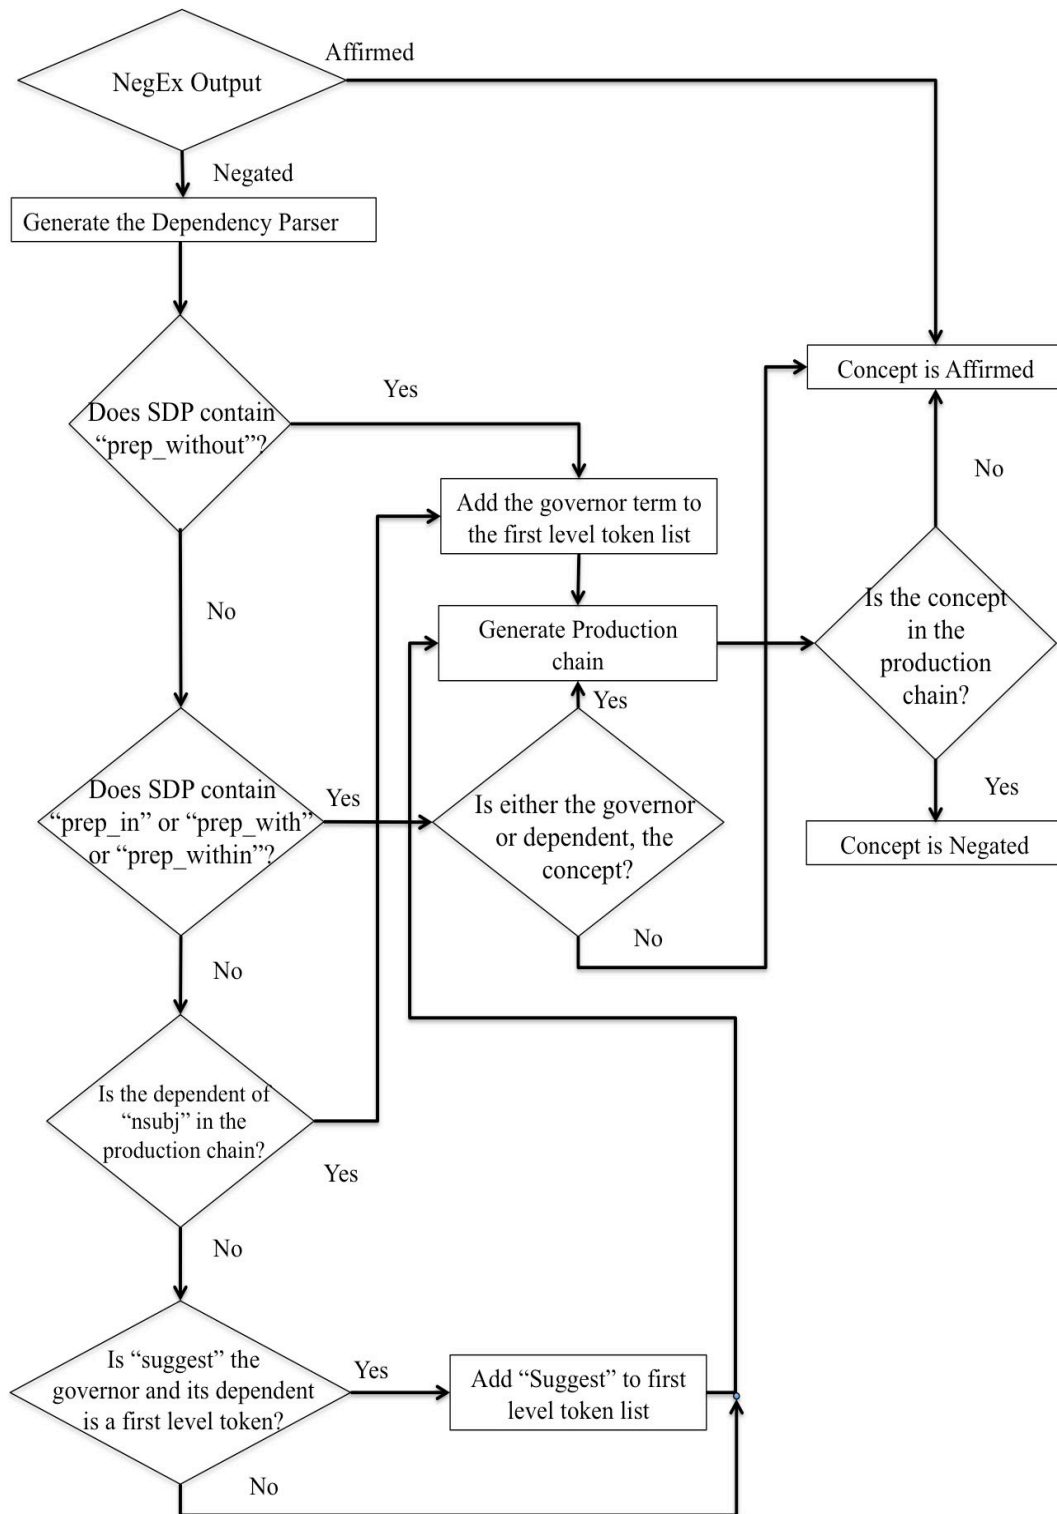 Affirmed
NegEx Output
Negated
Generate the Dependency Parser
Concept is Affirmed
Yes
Does SDP contain
“prep_without”?
No
Add the governor term to
the first level token list
No
Is the concept
in the
production
chain?
Generate Production
chain
Yes
Does SDP contain
“prep_in” or “prep_with”
or “prep_within”?
Yes
Is either the governor
or dependent, the
concept?
Yes
Concept is Negated
No
No
Is the dependent of
“nsubj” in the
production chain?
Yes
No
Is “suggest” the
governor and its dependent
is a first level token?
Yes
Add “Suggest” to first
level token list
No